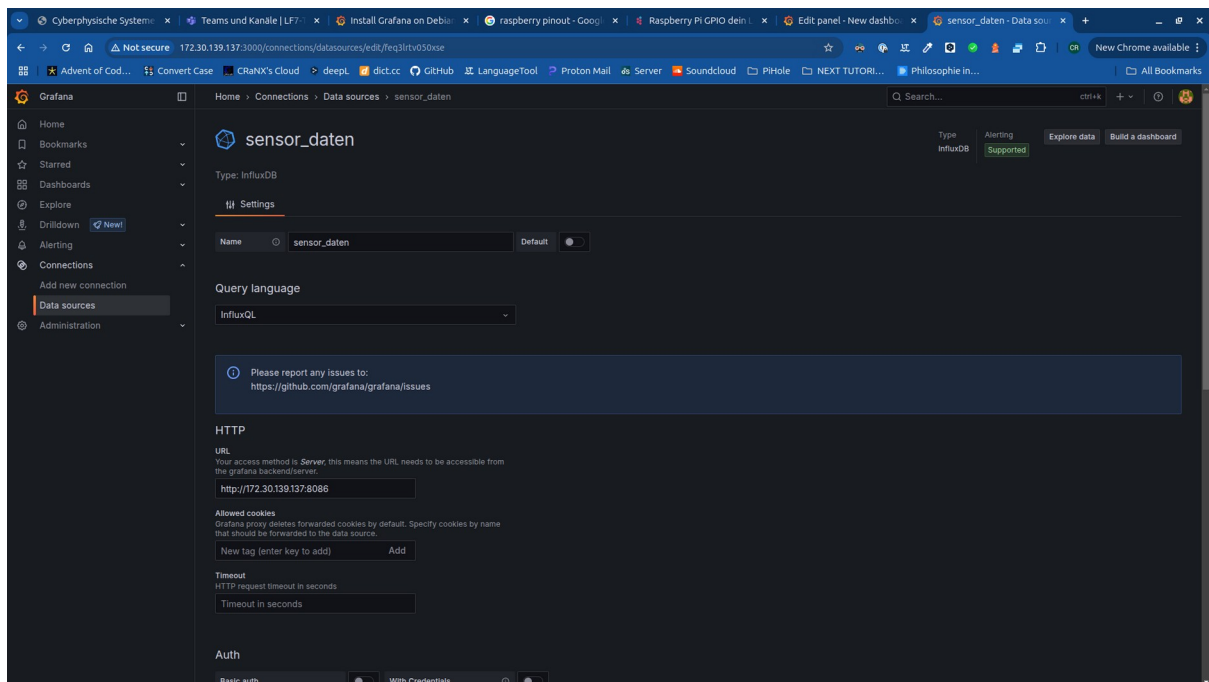 Cyberphysische Systeme
Teams und Kanäle | LF7-
Install Grafana on Debian
raspberry pinout - Goog
Raspberry Pi GPIO dein L
Edit panel - New dashbo
sensor_daten - Data sou
Not secure 172.30.139.137:3000/connections/datasources/edit/feq3lrtv050xse
CR New Chrome available
Advent of Cod... Convert Case CRaNX's Cloud deepL dict.cc GitHub LanguageTool Proton Mail Server Soundcloud PiHole NEXT TUTORI... Philosophie in... All Bookmarks
Grafana
Home › Connections › Data sources › sensor_daten
Search... ctrl+k
Home
Bookmarks
Starred
Dashboards
Explore
Drilldown New!
Alerting
Connections
Add new connection
Data sources
Administration
sensor_daten
Type
InfluxDB
Alerting
Supported
Explore data
Build a dashboard
Type: InfluxDB
Settings
Name sensor_daten Default
Query language
InfluxQL
Please report any issues to:
https://github.com/grafana/grafana/issues
HTTP
URL
Your access method is Server, this means the URL needs to be accessible from
the grafana backend/server.
http://172.30.139.137:8086
Allowed cookies
Grafana proxy deletes forwarded cookies by default. Specify cookies by name
that should be forwarded to the data source.
New tag (enter key to add) Add
Timeout
HTTP request timeout in seconds
Timeout in seconds
Auth
Basic auth With Credentials